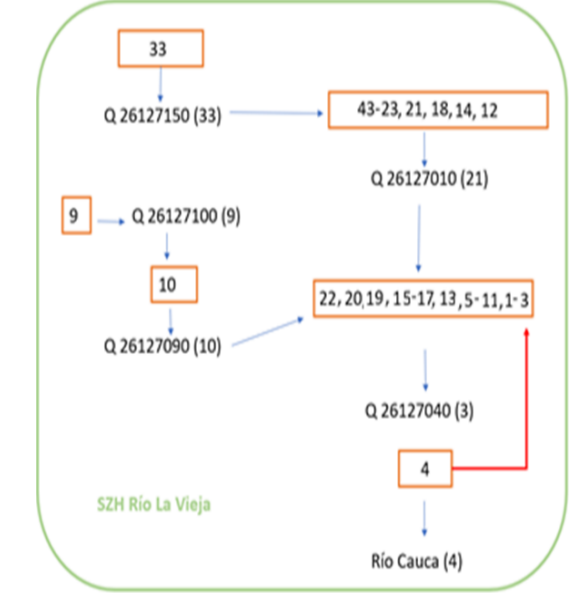 33
Q 26127150 (33)
43-23, 21, 18, 14, 12
Q 26127010 (21)
9
Q 26127100 (9)
10
22, 20,19, 15-17, 13, 5-11, 1-3
Q 26127090 (10)
Q 26127040 (3)
4
SZH Río La Vieja
Río Cauca (4)